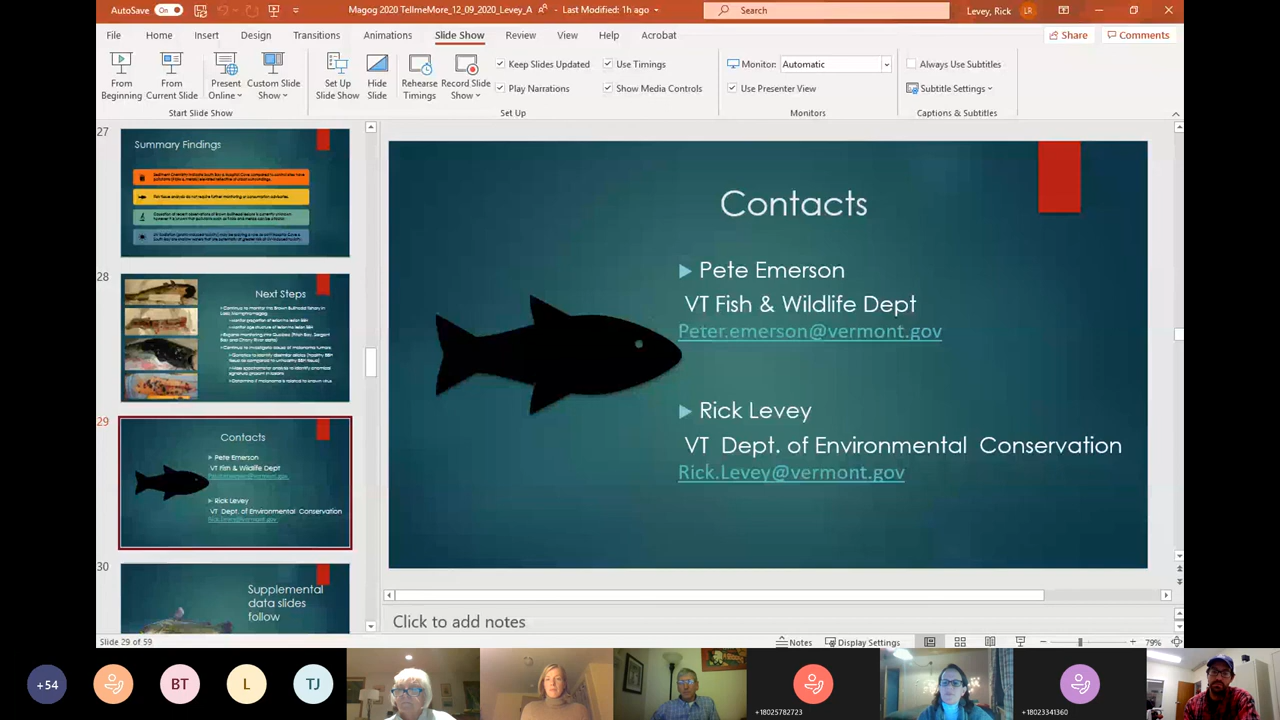 AutoSave On
Magog 2020 TellmeMore_12_09_2020_Levey_A
- Last Modified: 1h ago
Search
Levey, Rick
LR
File Home Insert Design Transitions Animations Slide Show Review View Help Acrobat
Share
Comments
From Beginning
From Current Slide
Present Online
Custom Slide Show
Start Slide Show
Set Up Slide Show
Hide Slide
Rehearse Timings
Record Slide Show
Keep Slides Updated
Play Narrations
Use Timings
Show Media Controls
Set Up
Monitor: Automatic
Use Presenter View
Monitors
Always Use Subtitles
Subtitle Settings
Captions & Subtitles
27
Summary Findings
28
Next Steps
29
Contacts
Pete Emerson
VT Fish & Wildlife Dept
Rick Levey
VT Dept. of Environmental Conservation
30
Supplemental
data slides
follow
Contacts
Pete Emerson
VT Fish & Wildlife Dept
Peter.emerson@vermont.gov
Rick Levey
VT Dept. of Environmental Conservation
Rick.Levey@vermont.gov
Click to add notes
Slide 29 of 59
Notes
Display Settings
79%
+54
BT
L
TJ
+18025782723
+18023341360